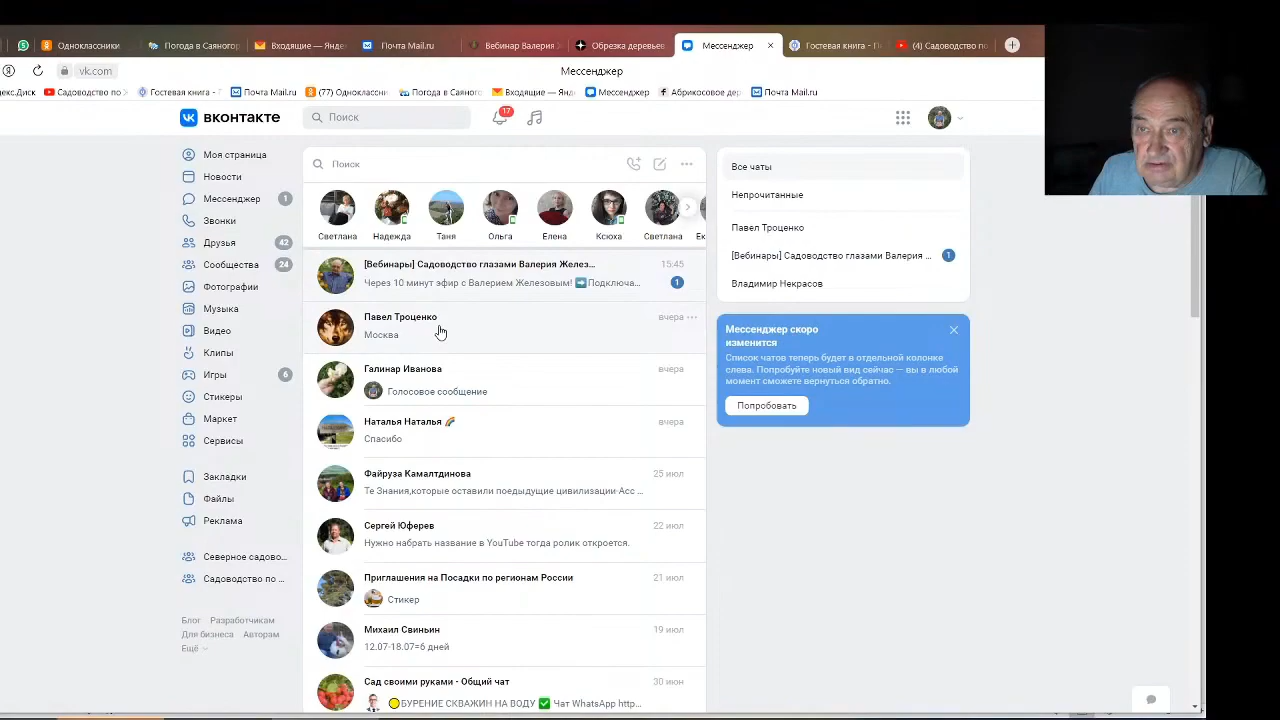 Одноклассники
Погода в Саяногор
Входящие — Яндек
Почта Mail.ru
Вебинар Валерия
Обрезка деревьев
Мессенджер
Гостевая книга - П
(4) Садоводство по
vk.com
Мессенджер
екс.Диск
Садоводство по
Гостевая книга - Г
Почта Mail.ru
(77) Одноклассни
Погода в Саяного
Входящие — Янде
Мессенджер
Абрикосовое дер
Почта Mail.ru
вконтакте
Поиск
17
Моя страница
Новости
Мессенджер 1
Звонки
Друзья 42
Сообщества 24
Фотографии
Музыка
Видео
Клипы
Игры 6
Стикеры
Маркет
Сервисы
Закладки
Файлы
Реклама
Северное садово...
Садоводство по ...
Блог Разработчикам
Для бизнеса Авторам
Ещё
Поиск
Светлана
Надежда
Таня
Ольга
Елена
Ксюха
Светлана
Ек
[Вебинары] Садоводство глазами Валерия Желез... 15:45
Через 10 минут эфир с Валерием Железовым! ➡️Подключа... 1
Павел Троценко вчера
Москва
Галинар Иванова вчера
Голосовое сообщение
Наталья Наталья 🌈 вчера
Спасибо
Файруза Камалтдинова 25 июл
Те Знания,которые оставили поедыдущие цивилизации-Асс ...
Сергей Юферев 22 июл
Нужно набрать название в YouTube тогда ролик откроется.
Приглашения на Посадки по регионам России 21 июл
Стикер
Михаил Свиньин 19 июл
12.07-18.07=6 дней
Сад своими руками - Общий чат 30 июн
🟡БУРЕНИЕ СКВАЖИН НА ВОДУ ✅ Чат WhatsApp http...
Все чаты
Непрочитанные
Павел Троценко
[Вебинары] Садоводство глазами Валерия ... 1
Владимир Некрасов
Мессенджер скоро
изменится
Список чатов теперь будет в отдельной колонке
слева. Попробуйте новый вид сейчас — вы в любой
момент сможете вернуться обратно.
Попробовать